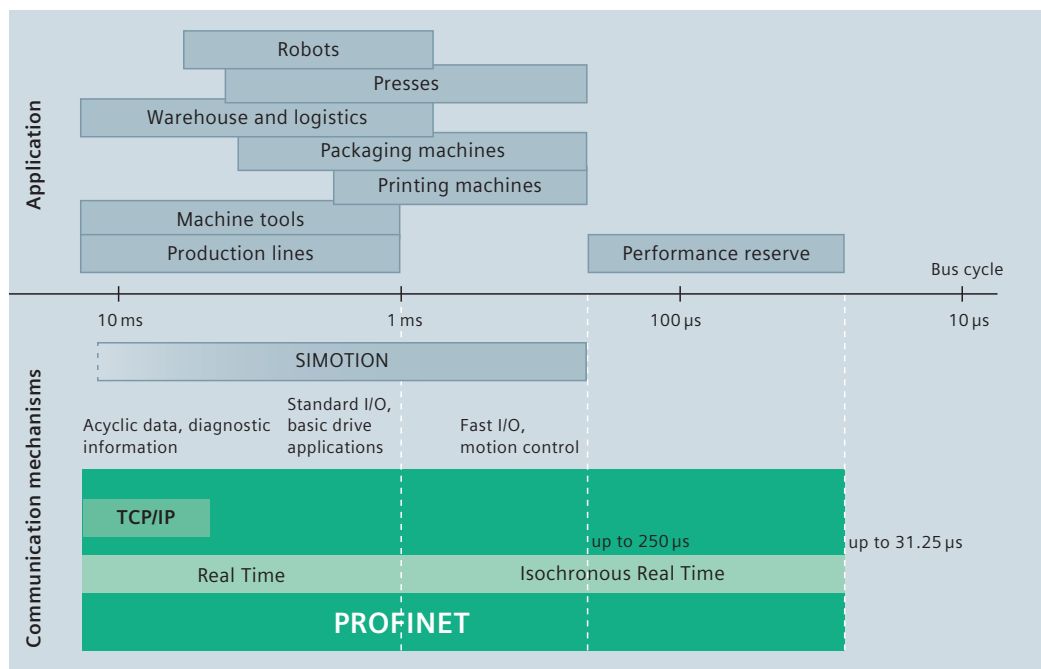 Application
Robots
Presses
Warehouse and logistics
Packaging machines
Printing machines
Machine tools
Production lines
Performance reserve
Bus cycle
10 ms
1 ms
100 µs
10 µs
Communication mechanisms
SIMOTION
Acyclic data, diagnostic
information
Standard I/O,
basic drive
applications
Fast I/O,
motion control
TCP/IP
up to 250 µs
up to 31.25 µs
Real Time
Isochronous Real Time
PROFINET